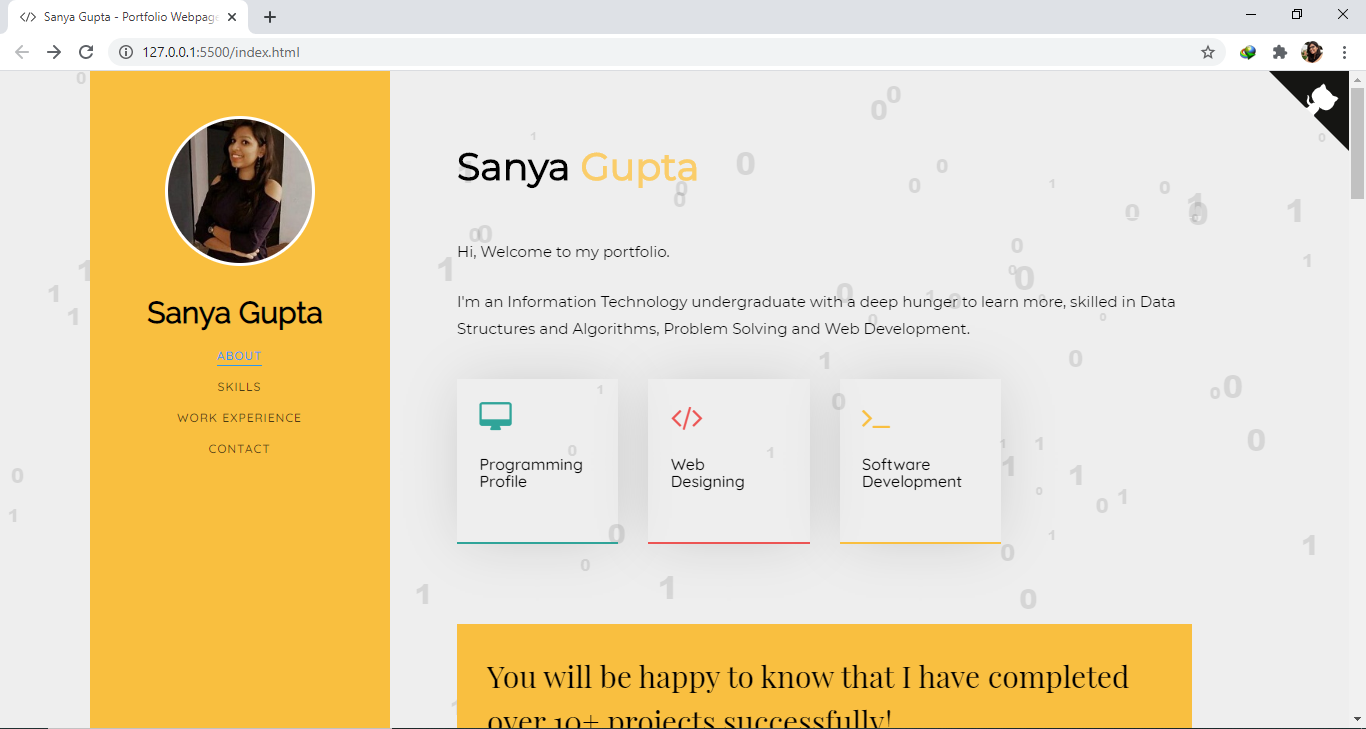 </> Sanya Gupta - Portfolio Webpage
127.0.0.1:5500/index.html
Sanya Gupta
ABOUT
SKILLS
WORK EXPERIENCE
CONTACT
Sanya Gupta
Hi, Welcome to my portfolio.
I'm an Information Technology undergraduate with a deep hunger to learn more, skilled in Data
Structures and Algorithms, Problem Solving and Web Development.
Programming
Profile
Web
Designing
Software
Development
You will be happy to know that I have completed
over 10+ projects successfully!